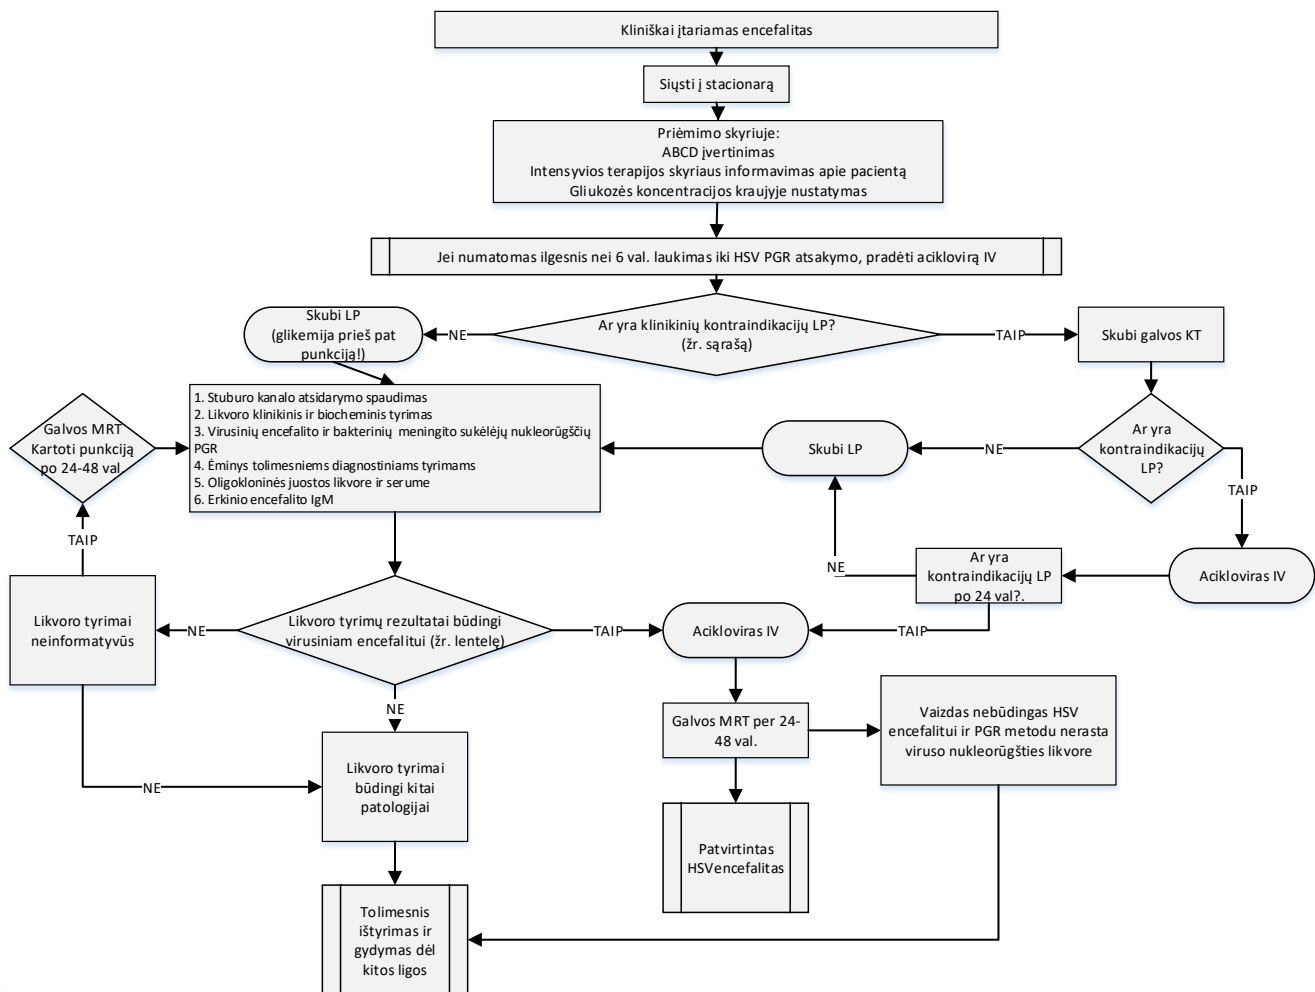 Kliniškai įtariamas encefalitas
Siųsti į stacionarą
Priėmimo skyriuje:
ABCD įvertinimas
Intensyvios terapijos skyriaus informavimas apie pacientą
Gliukozės koncentracijos kraujyje nustatymas
Jei numatomas ilgesnis nei 6 val. laukimas iki HSV PGR atsakymo, pradėti aciklovirą IV
Ar yra klinikinių kontraindikacijų LP?
(žr. sąrašą)
NE
TAIP
Skubi LP
(glikemija prieš pat
punkciją!)
Skubi galvos KT
1. Stuburo kanalo atsidarymo spaudimas
2. Likvoro klinikinis ir biocheminis tyrimas
3. Virusinių encefalito ir bakterinių meningito sukėlėjų nukleorūgščių
PGR
4. Ėminys tolimesniems diagnostiniams tyrimams
5. Oligokloninės juostos likvore ir serume
6. Erkinio encefalito IgM
Galvos MRT
Kartoti punkciją
po 24-48 val.
Skubi LP
NE
Ar yra
kontraindikacijų
LP?
TAIP
TAIP
NE
Ar yra
kontraindikacijų LP
po 24 val?.
Acikloviras IV
Likvoro tyrimai
neinformatyvūs
NE
Likvoro tyrimų rezultatai būdingi
virusiniam encefalitui (žr. lentelę)
TAIP
Acikloviras IV
TAIP
NE
Galvos MRT per 24-
48 val.
Vaizdas nebūdingas HSV
encefalitui ir PGR metodu nerasta
viruso nukleorūgšties likvore
NE
Likvoro tyrimai
būdingi kitai
patologijai
Patvirtintas
HSVencefalitas
Tolimesnis
ištyrimas ir
gydymas dėl
kitos ligos